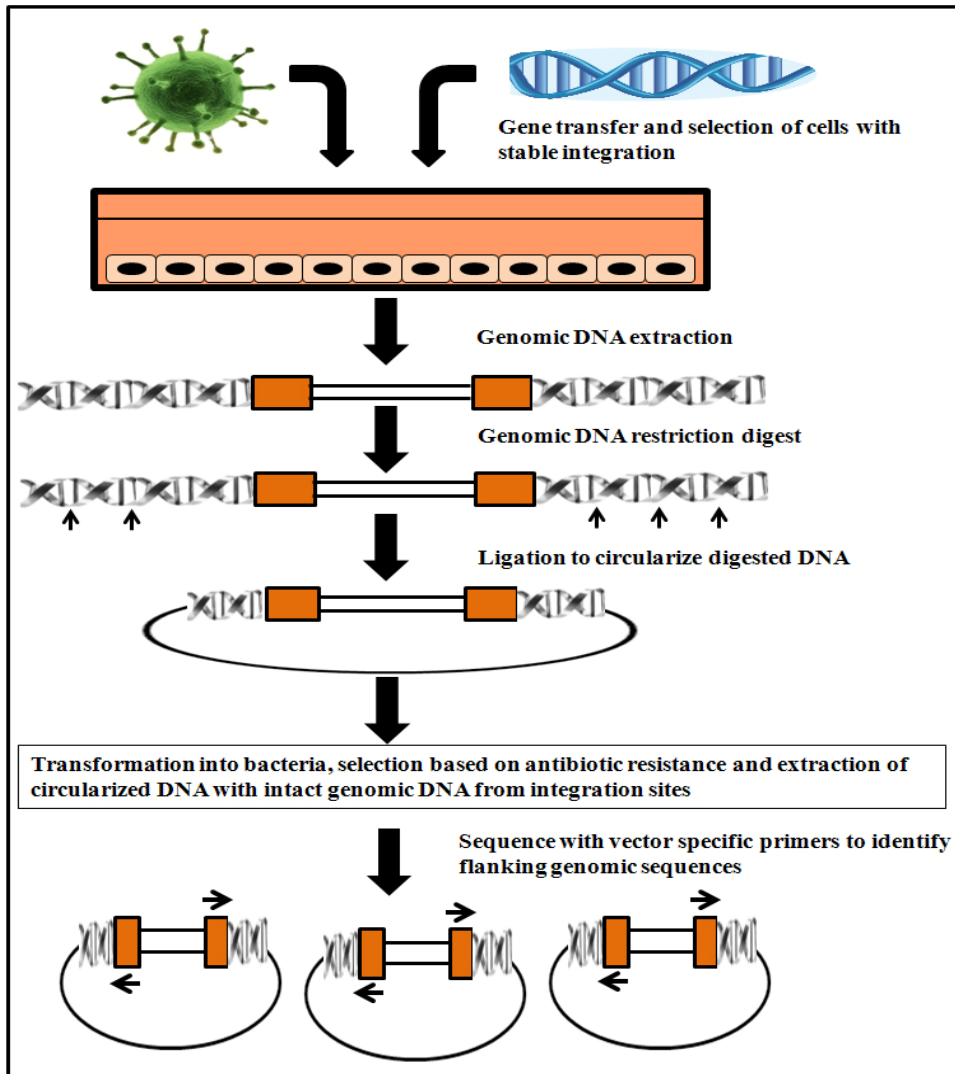 Gene transfer and selection of cells with
stable integration
Genomic DNA extraction
Genomic DNA restriction digest
Ligation to circularize digested DNA
Transformation into bacteria, selection based on antibiotic resistance and extraction of
circularized DNA with intact genomic DNA from integration sites
Sequence with vector specific primers to identify
flanking genomic sequences